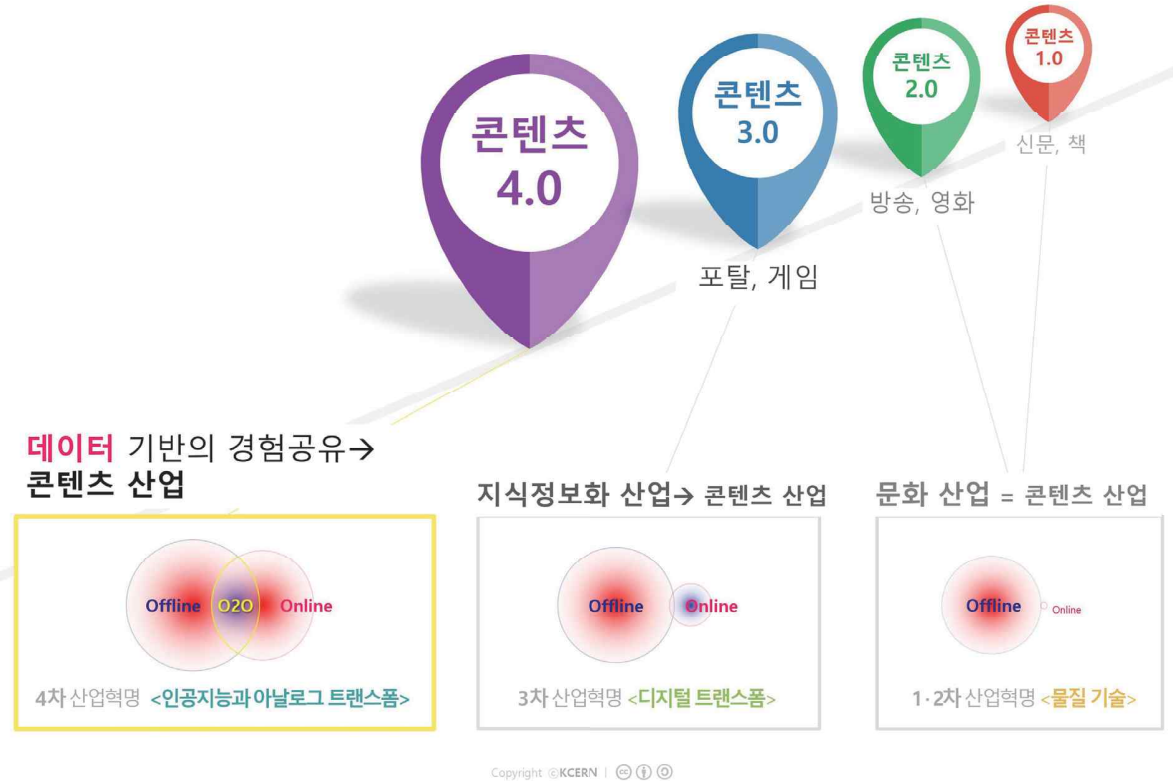 콘텐츠
1.0
콘텐츠
2.0
콘텐츠
3.0
콘텐츠
4.0
신문, 책
방송, 영화
포탈, 게임
데이터 기반의 경험공유→
콘텐츠 산업
지식정보화 산업→ 콘텐츠 산업
문화 산업 = 콘텐츠 산업
Offline O2O Online
Offline Online
Offline Online
4차 산업혁명 <인공지능과 아날로그 트랜스폼>
3차 산업혁명 <디지털 트랜스폼>
1·2차 산업혁명 <물질 기술>
Copyright ⓒKCERN | cc